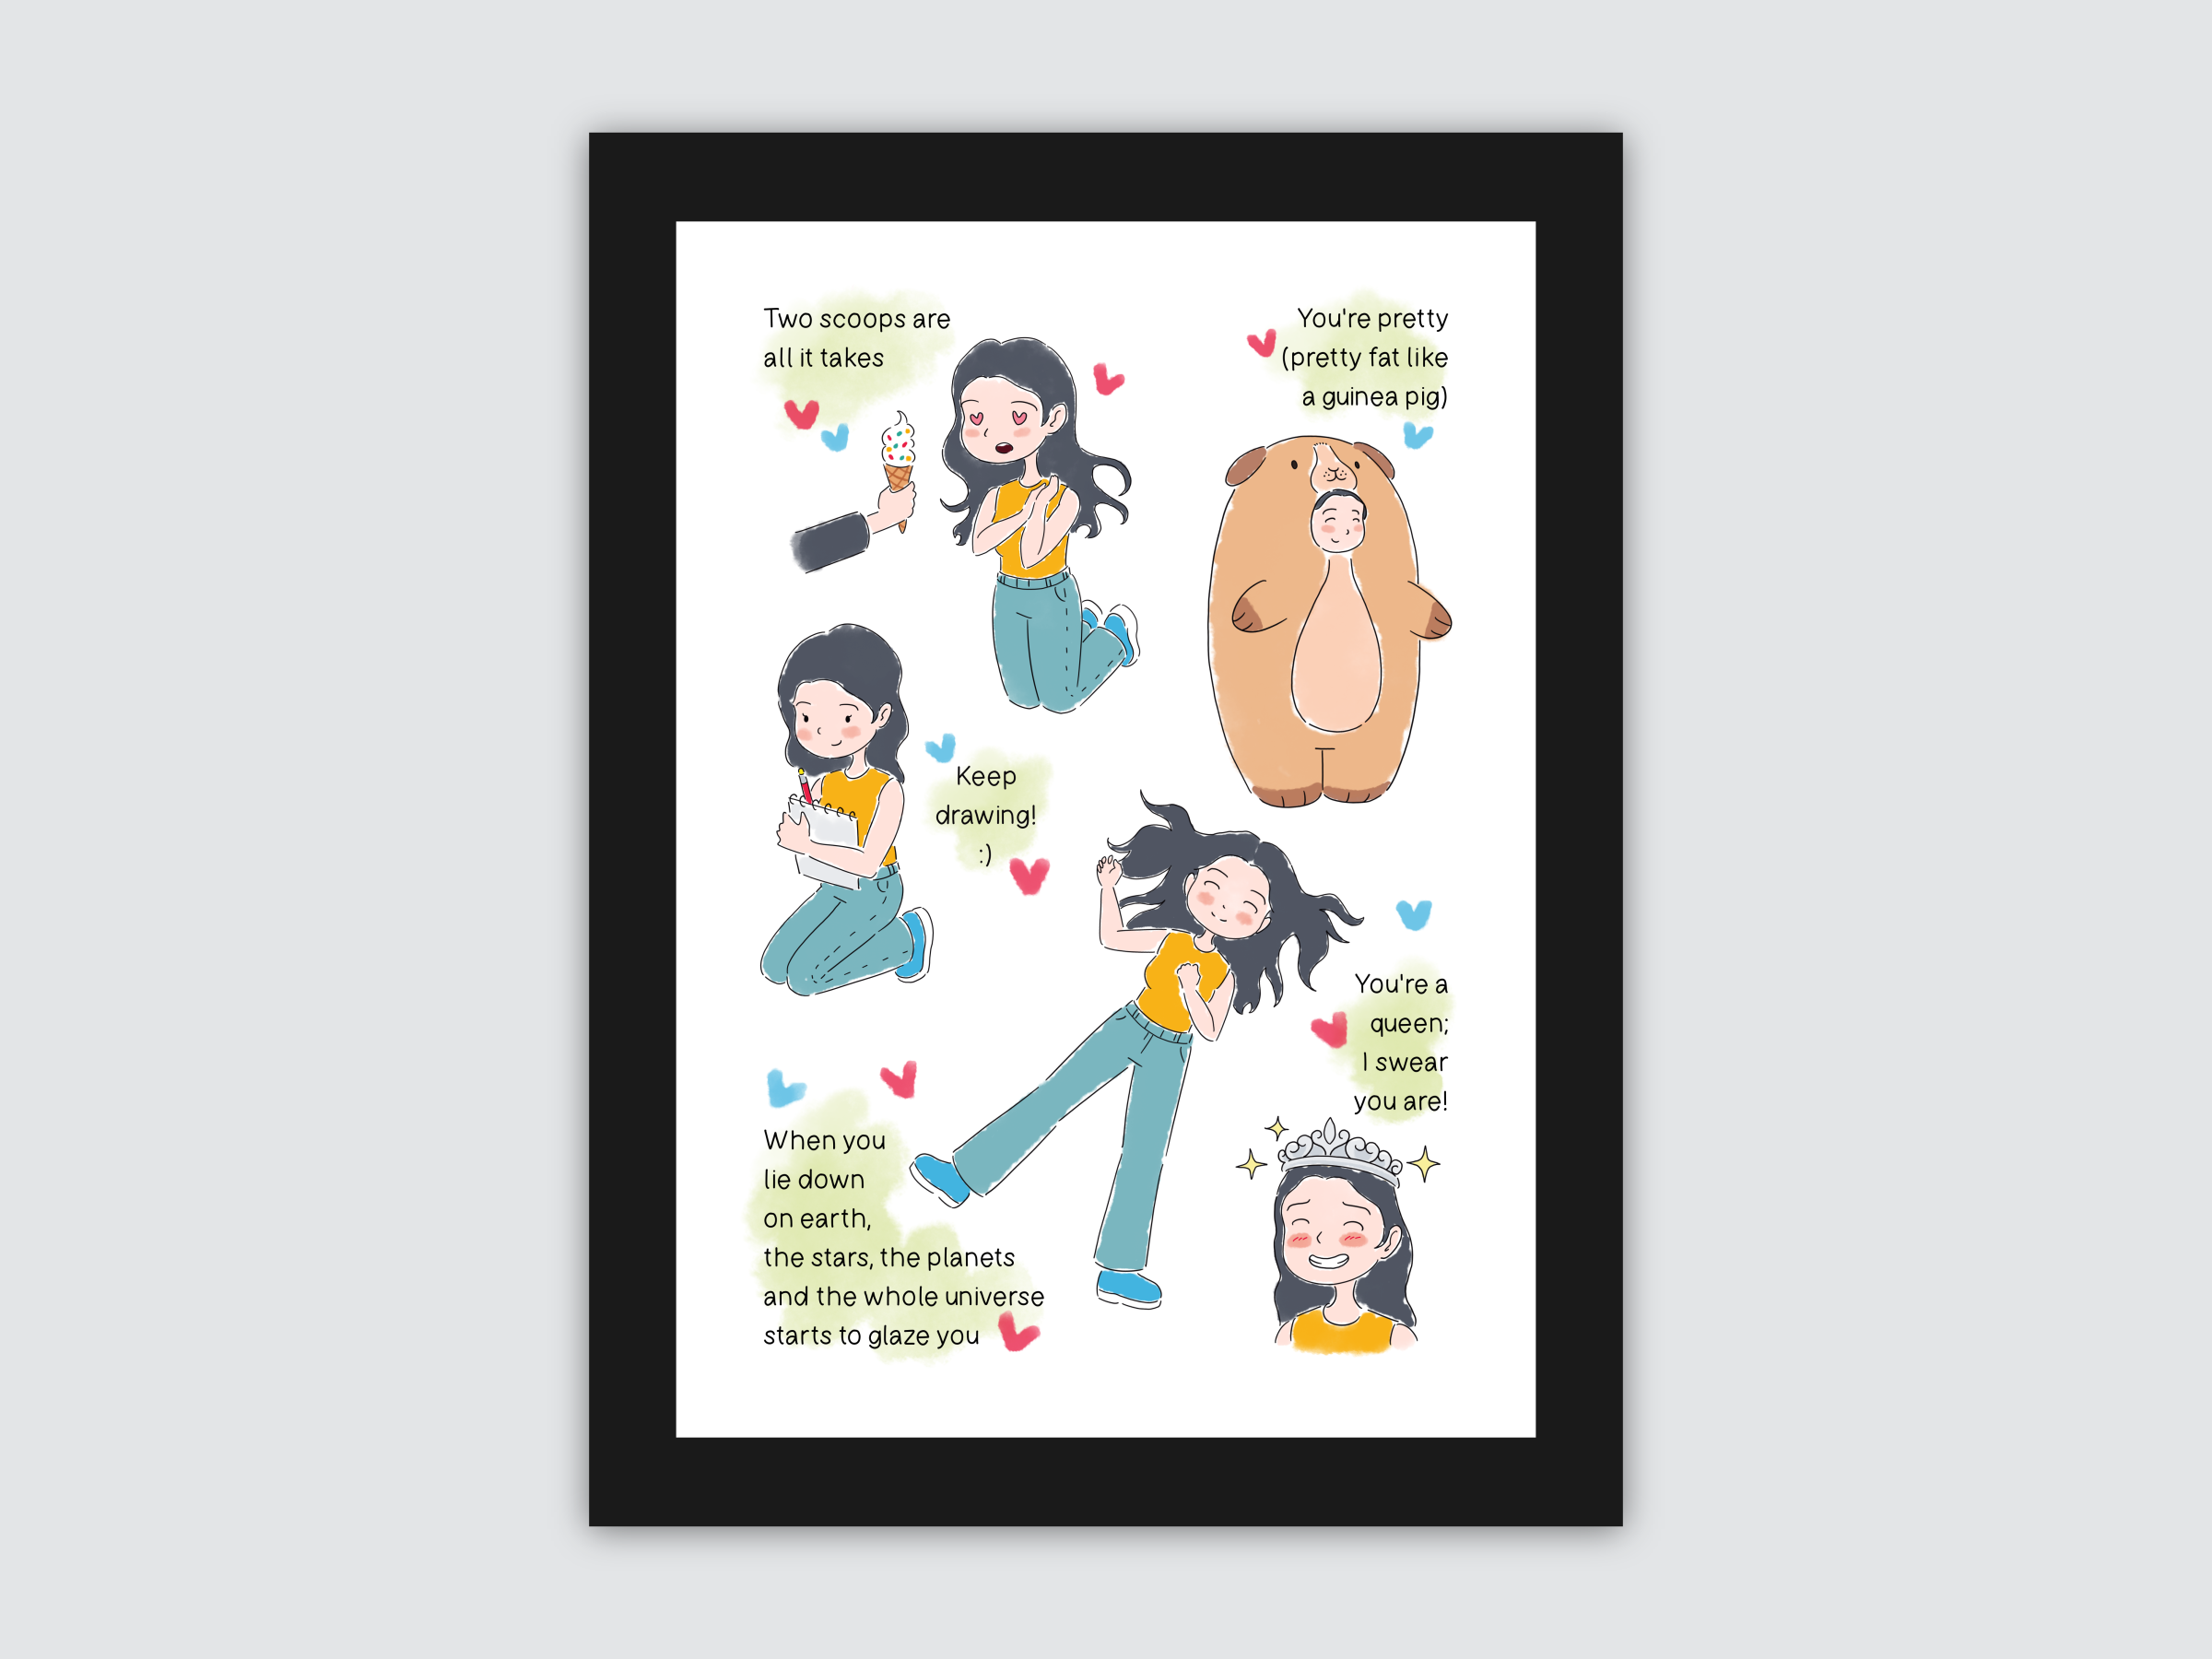 Two scoops are
all it takes
You're pretty
(pretty fat like
a guinea pig)
Keep
drawing!
:)
You're a
queen;
I swear
you are!
When you
lie down
on earth,
the stars, the planets
and the whole universe
starts to glaze you